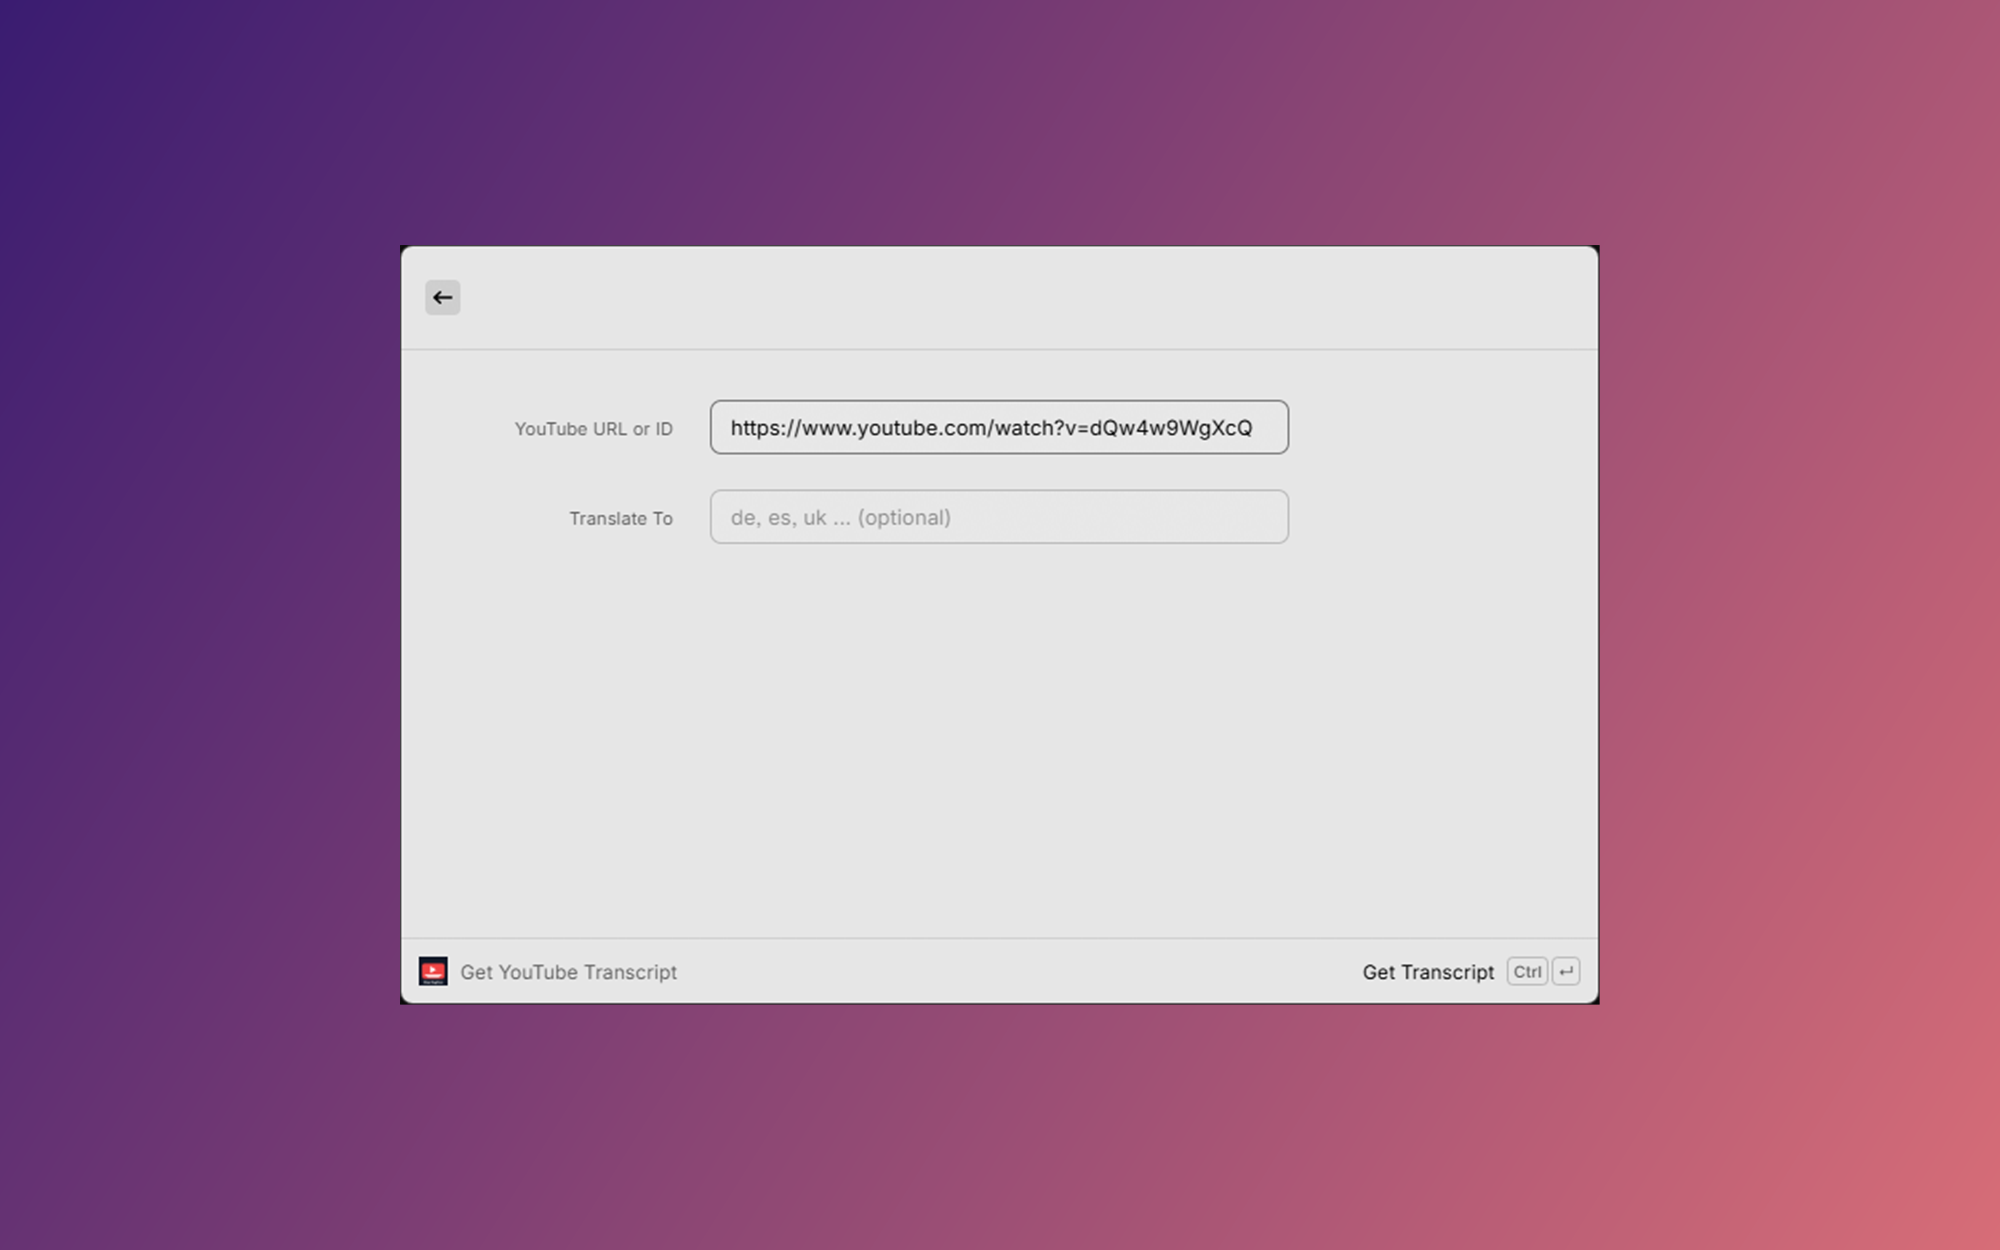 YouTube URL or ID
https://www.youtube.com/watch?v=dQw4w9WgXcQ
Translate To
de, es, uk ... (optional)
Get YouTube Transcript
Get Transcript Ctrl ↵